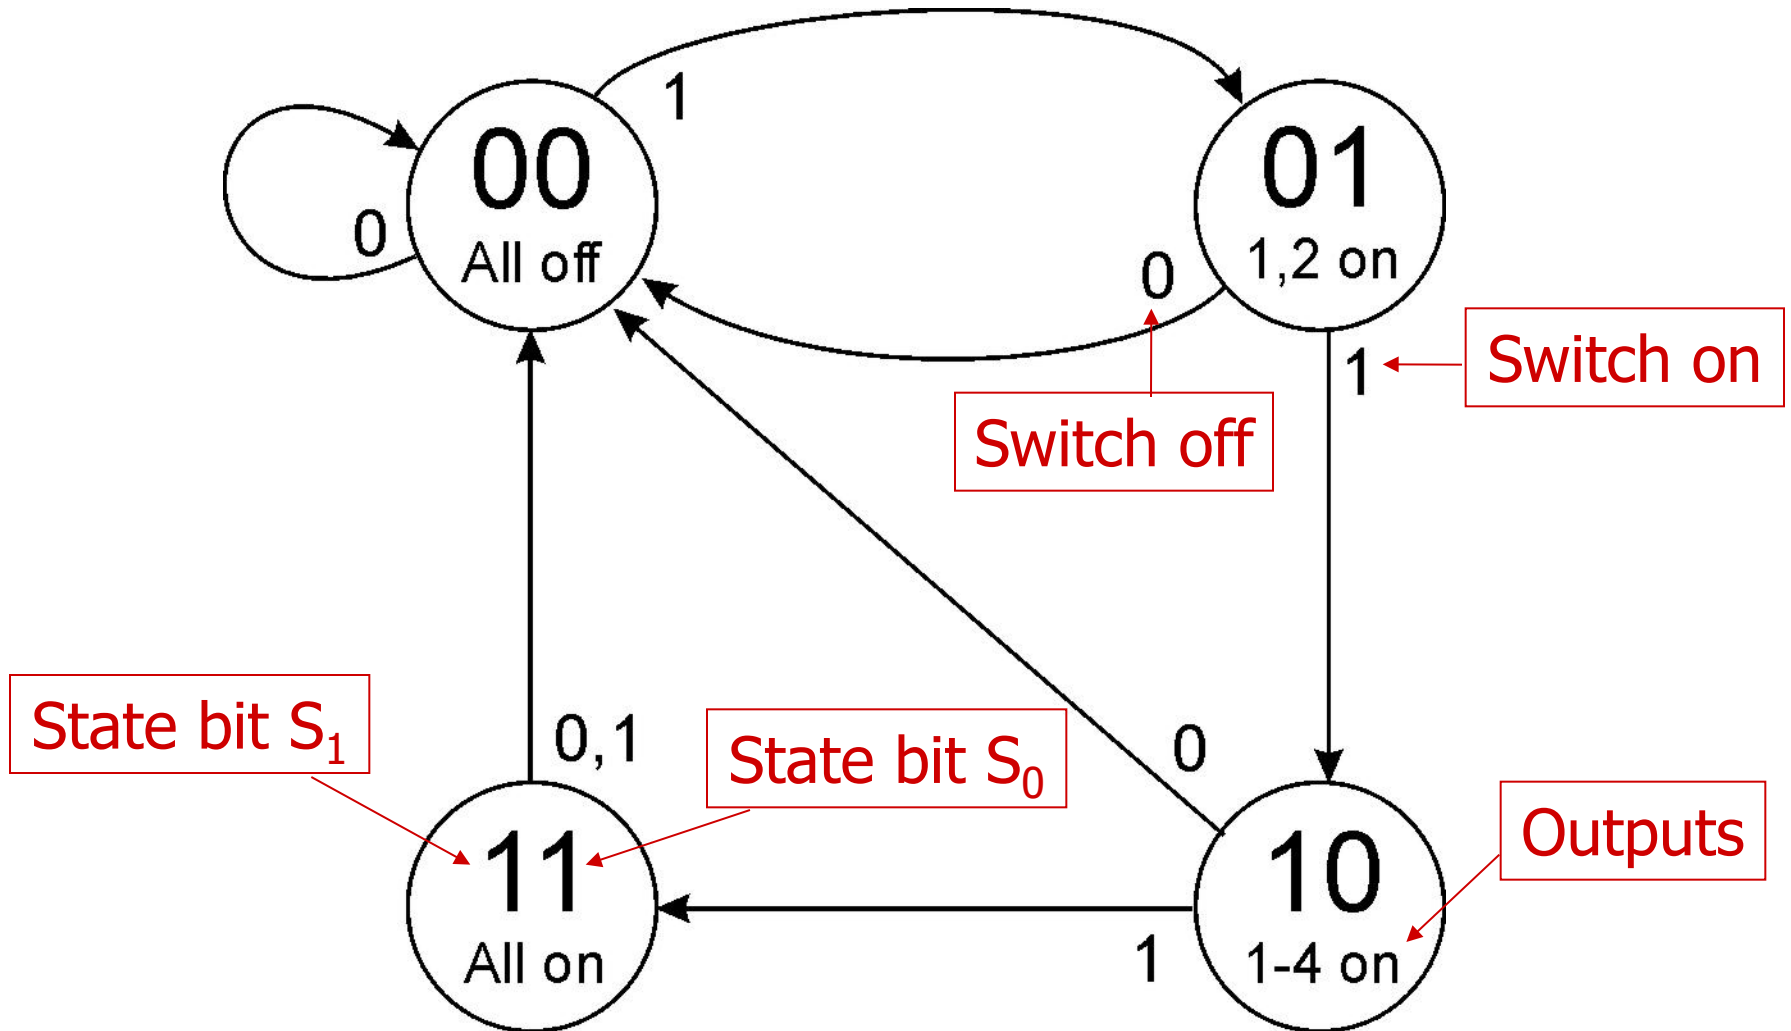 1
00
All off
0
01
1,2 on
0
1
Switch on
Switch off
State bit S₁
0,1
State bit S₀
0
11
All on
1
10
1-4 on
Outputs